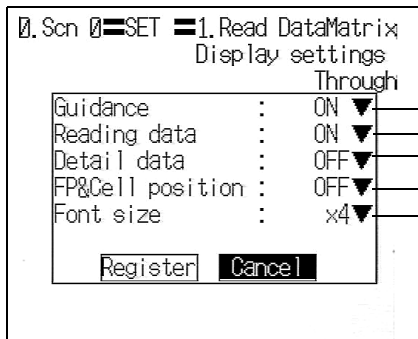 0.Scn 0=SET =1.Read DataMatrix
Display settings
Through
Guidance : ON ▼
Reading data : ON ▼
Detail data : OFF▼
FP&Cell position : OFF▼
Font size : x4▼
Register Cancel